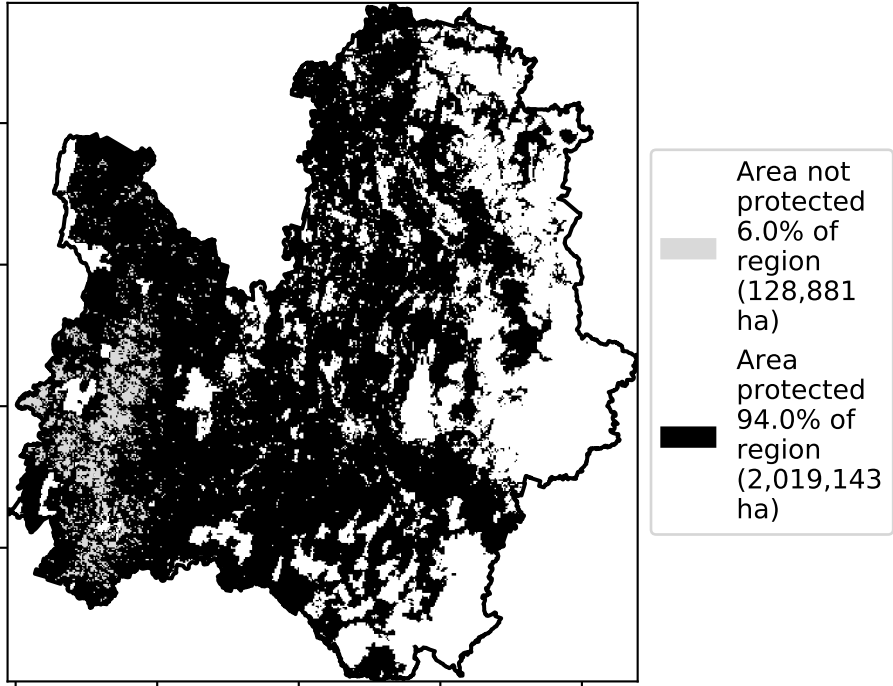 Area not
protected
6.0% of
region
(128,881
ha)
Area
protected
94.0% of
region
(2,019,143
ha)